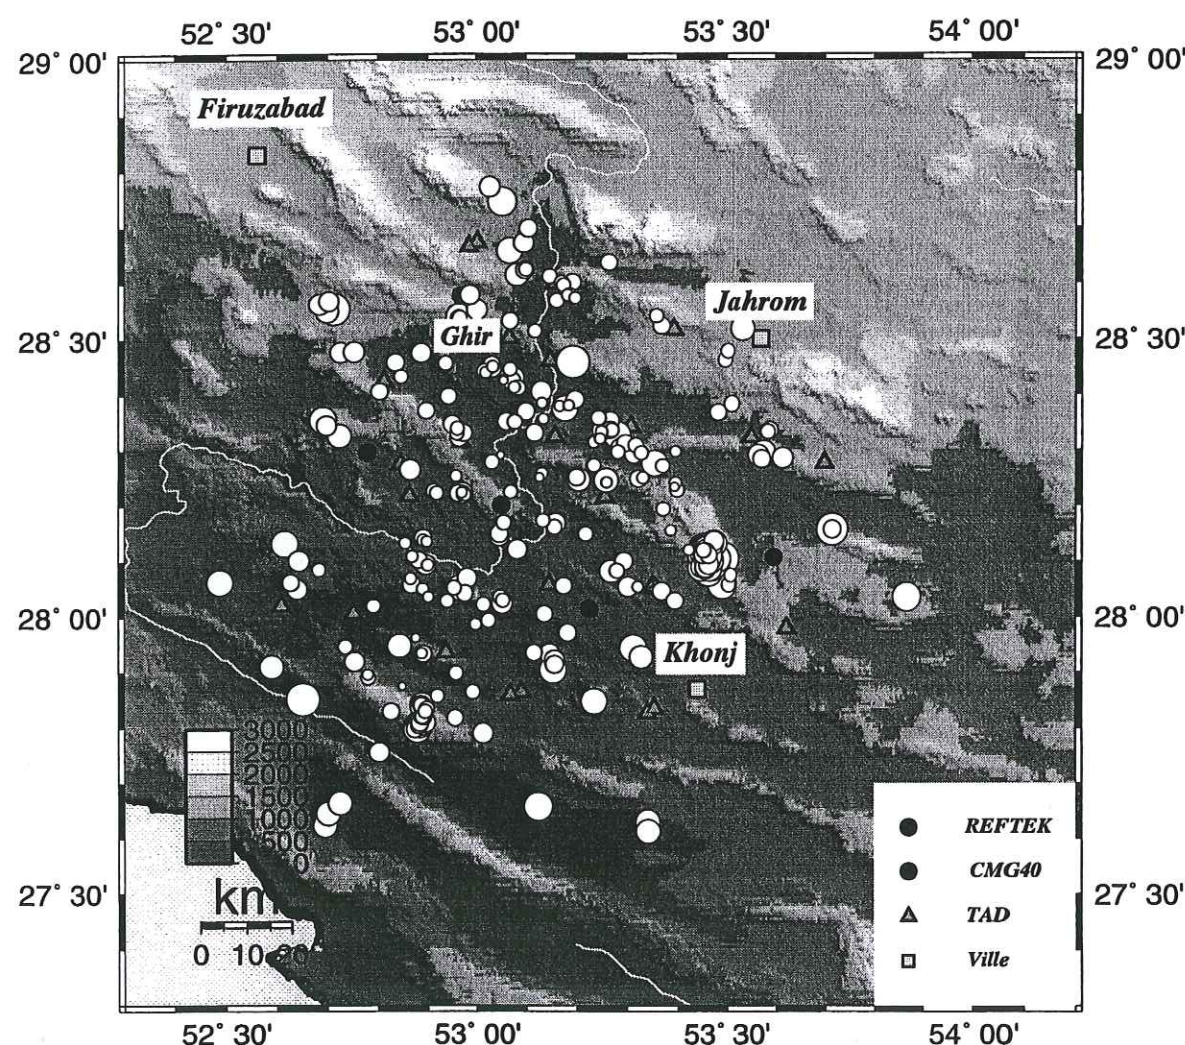 52° 30' 53° 00' 53° 30' 54° 00'
29° 00' 29° 00'
Firuzabad
Jahrom
Ghir
28° 30' 28° 30'
28° 00' 28° 00'
Khonj
3000
2500
2000
1500
1000
500
0
REFTEK
CMG40
TAD
Ville
27° 30' 27° 30'
km
0 10 20
52° 30' 53° 00' 53° 30' 54° 00'